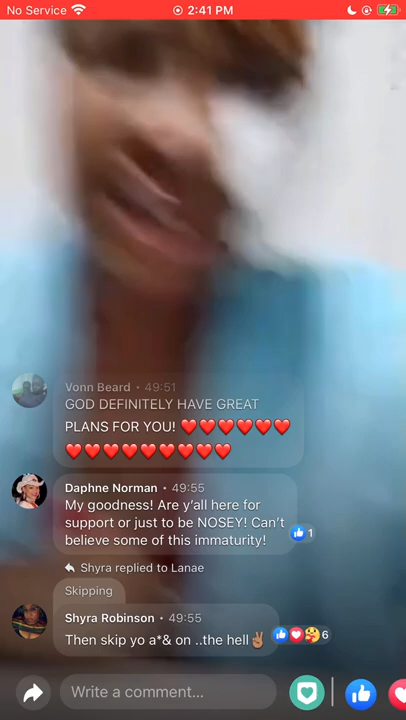 No Service 2:41 PM
Vonn Beard • 49:51
GOD DEFINITELY HAVE GREAT
PLANS FOR YOU! ❤️❤️❤️❤️❤️❤️
❤️❤️❤️❤️❤️❤️❤️❤️❤️
Daphne Norman • 49:55
My goodness! Are y'all here for
support or just to be NOSEY! Can't
believe some of this immaturity!
1
Shyra replied to Lanae
Skipping
Shyra Robinson • 49:55
Then skip yo a*& on ..the hell✌🏽
6
Write a comment...